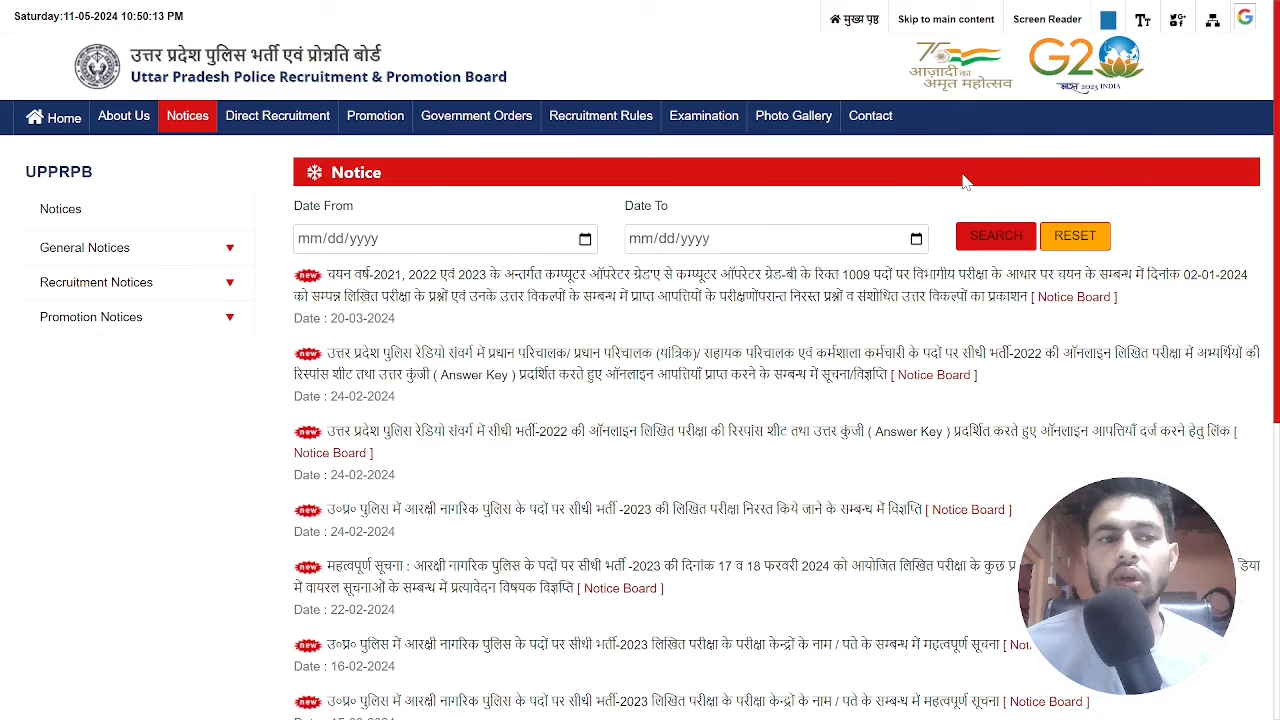 Saturday:11-05-2024 10:50:13 PM
मुख्य पृष्ठ
Skip to main content
Screen Reader
उत्तर प्रदेश पुलिस भर्ती एवं प्रोन्नति बोर्ड
Uttar Pradesh Police Recruitment & Promotion Board
75
आज़ादी का
अमृत महोत्सव
G20
भारत 2023 INDIA
Home
About Us
Notices
Direct Recruitment
Promotion
Government Orders
Recruitment Rules
Examination
Photo Gallery
Contact
UPPRPB
Notices
General Notices
Recruitment Notices
Promotion Notices
Notice
Date From
Date To
mm/dd/yyyy
mm/dd/yyyy
SEARCH
RESET
new चयन वर्ष-2021, 2022 एवं 2023 के अन्तर्गत कम्प्यूटर ऑपरेटर ग्रेड'ए से कम्प्यूटर ऑपरेटर ग्रेड-बी के रिक्त 1009 पदों पर विभागीय परीक्षा के आधार पर चयन के सम्बन्ध में दिनांक 02-01-2024
को सम्पन्न लिखित परीक्षा के प्रश्नों एवं उनके उत्तर विकल्पों के सम्बन्ध में प्राप्त आपत्तियों के परीक्षणोंपरान्त निरस्त प्रश्नों व संशोधित उत्तर विकल्पों का प्रकाशन [ Notice Board ]
Date : 20-03-2024
new उत्तर प्रदेश पुलिस रेडियो संवर्ग में प्रधान परिचालक/ प्रधान परिचालक (यांत्रिक)/ सहायक परिचालक एवं कर्मशाला कर्मचारी के पदों पर सीधी भर्ती-2022 की ऑनलाइन लिखित परीक्षा में अभ्यर्थियों की
रिस्पांस शीट तथा उत्तर कुंजी ( Answer Key ) प्रदर्शित करते हुए ऑनलाइन आपत्तियाँ प्राप्त करने के सम्बन्ध में सूचना/विज्ञप्ति [ Notice Board ]
Date : 24-02-2024
new उत्तर प्रदेश पुलिस रेडियो संवर्ग में सीधी भर्ती-2022 की ऑनलाइन लिखित परीक्षा की रिस्पांस शीट तथा उत्तर कुंजी ( Answer Key ) प्रदर्शित करते हुए ऑनलाइन आपत्तियाँ दर्ज करने हेतु लिंक [
Notice Board ]
Date : 24-02-2024
new उ०प्र० पुलिस में आरक्षी नागरिक पुलिस के पदों पर सीधी भर्ती -2023 की लिखित परीक्षा निरस्त किये जाने के सम्बन्ध में विज्ञप्ति [ Notice Board ]
Date : 24-02-2024
new महत्वपूर्ण सूचना : आरक्षी नागरिक पुलिस के पदों पर सीधी भर्ती -2023 की दिनांक 17 व 18 फरवरी 2024 को आयोजित लिखित परीक्षा के कुछ डिया
में वायरल सूचनाओं के सम्बन्ध में प्रत्यावेदन विषयक विज्ञप्ति [ Notice Board ]
Date : 22-02-2024
new उ०प्र० पुलिस में आरक्षी नागरिक पुलिस के पदों पर सीधी भर्ती-2023 लिखित परीक्षा के परीक्षा केन्द्रों के नाम / पते के सम्बन्ध में महत्वपूर्ण सूचना [
Date : 16-02-2024
new उ०प्र० पुलिस में आरक्षी नागरिक पुलिस के पदों पर सीधी भर्ती-2023 लिखित परीक्षा के परीक्षा केन्द्रों के नाम / पते के सम्बन्ध में महत्वपूर्ण सूचना [ Notice Board ]